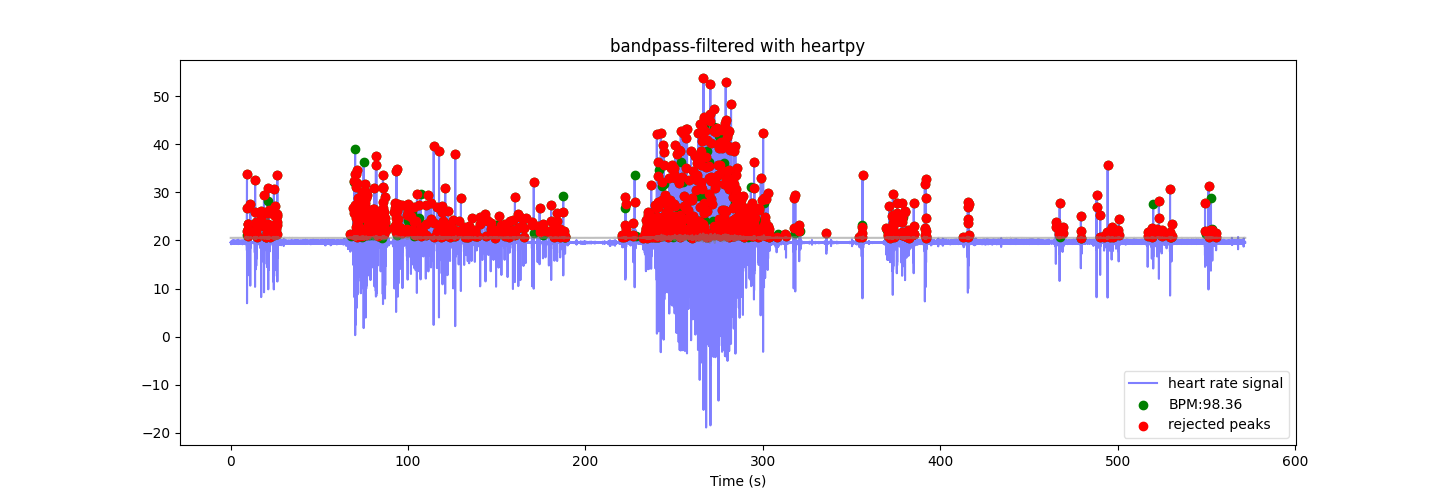 bandpass-filtered with heartpy
50
40
30
20
10
0
−10
−20
heart rate signal
BPM:98.36
rejected peaks
0 100 200 300 400 500 600
Time (s)